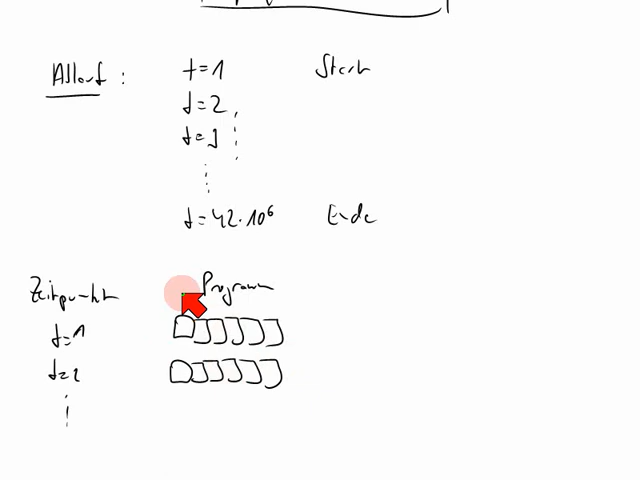 Ablauf : t=1 Start
t=2
t=3
t=42·10⁶ Ende
Zeitpunkt Programm
t=1
t=2